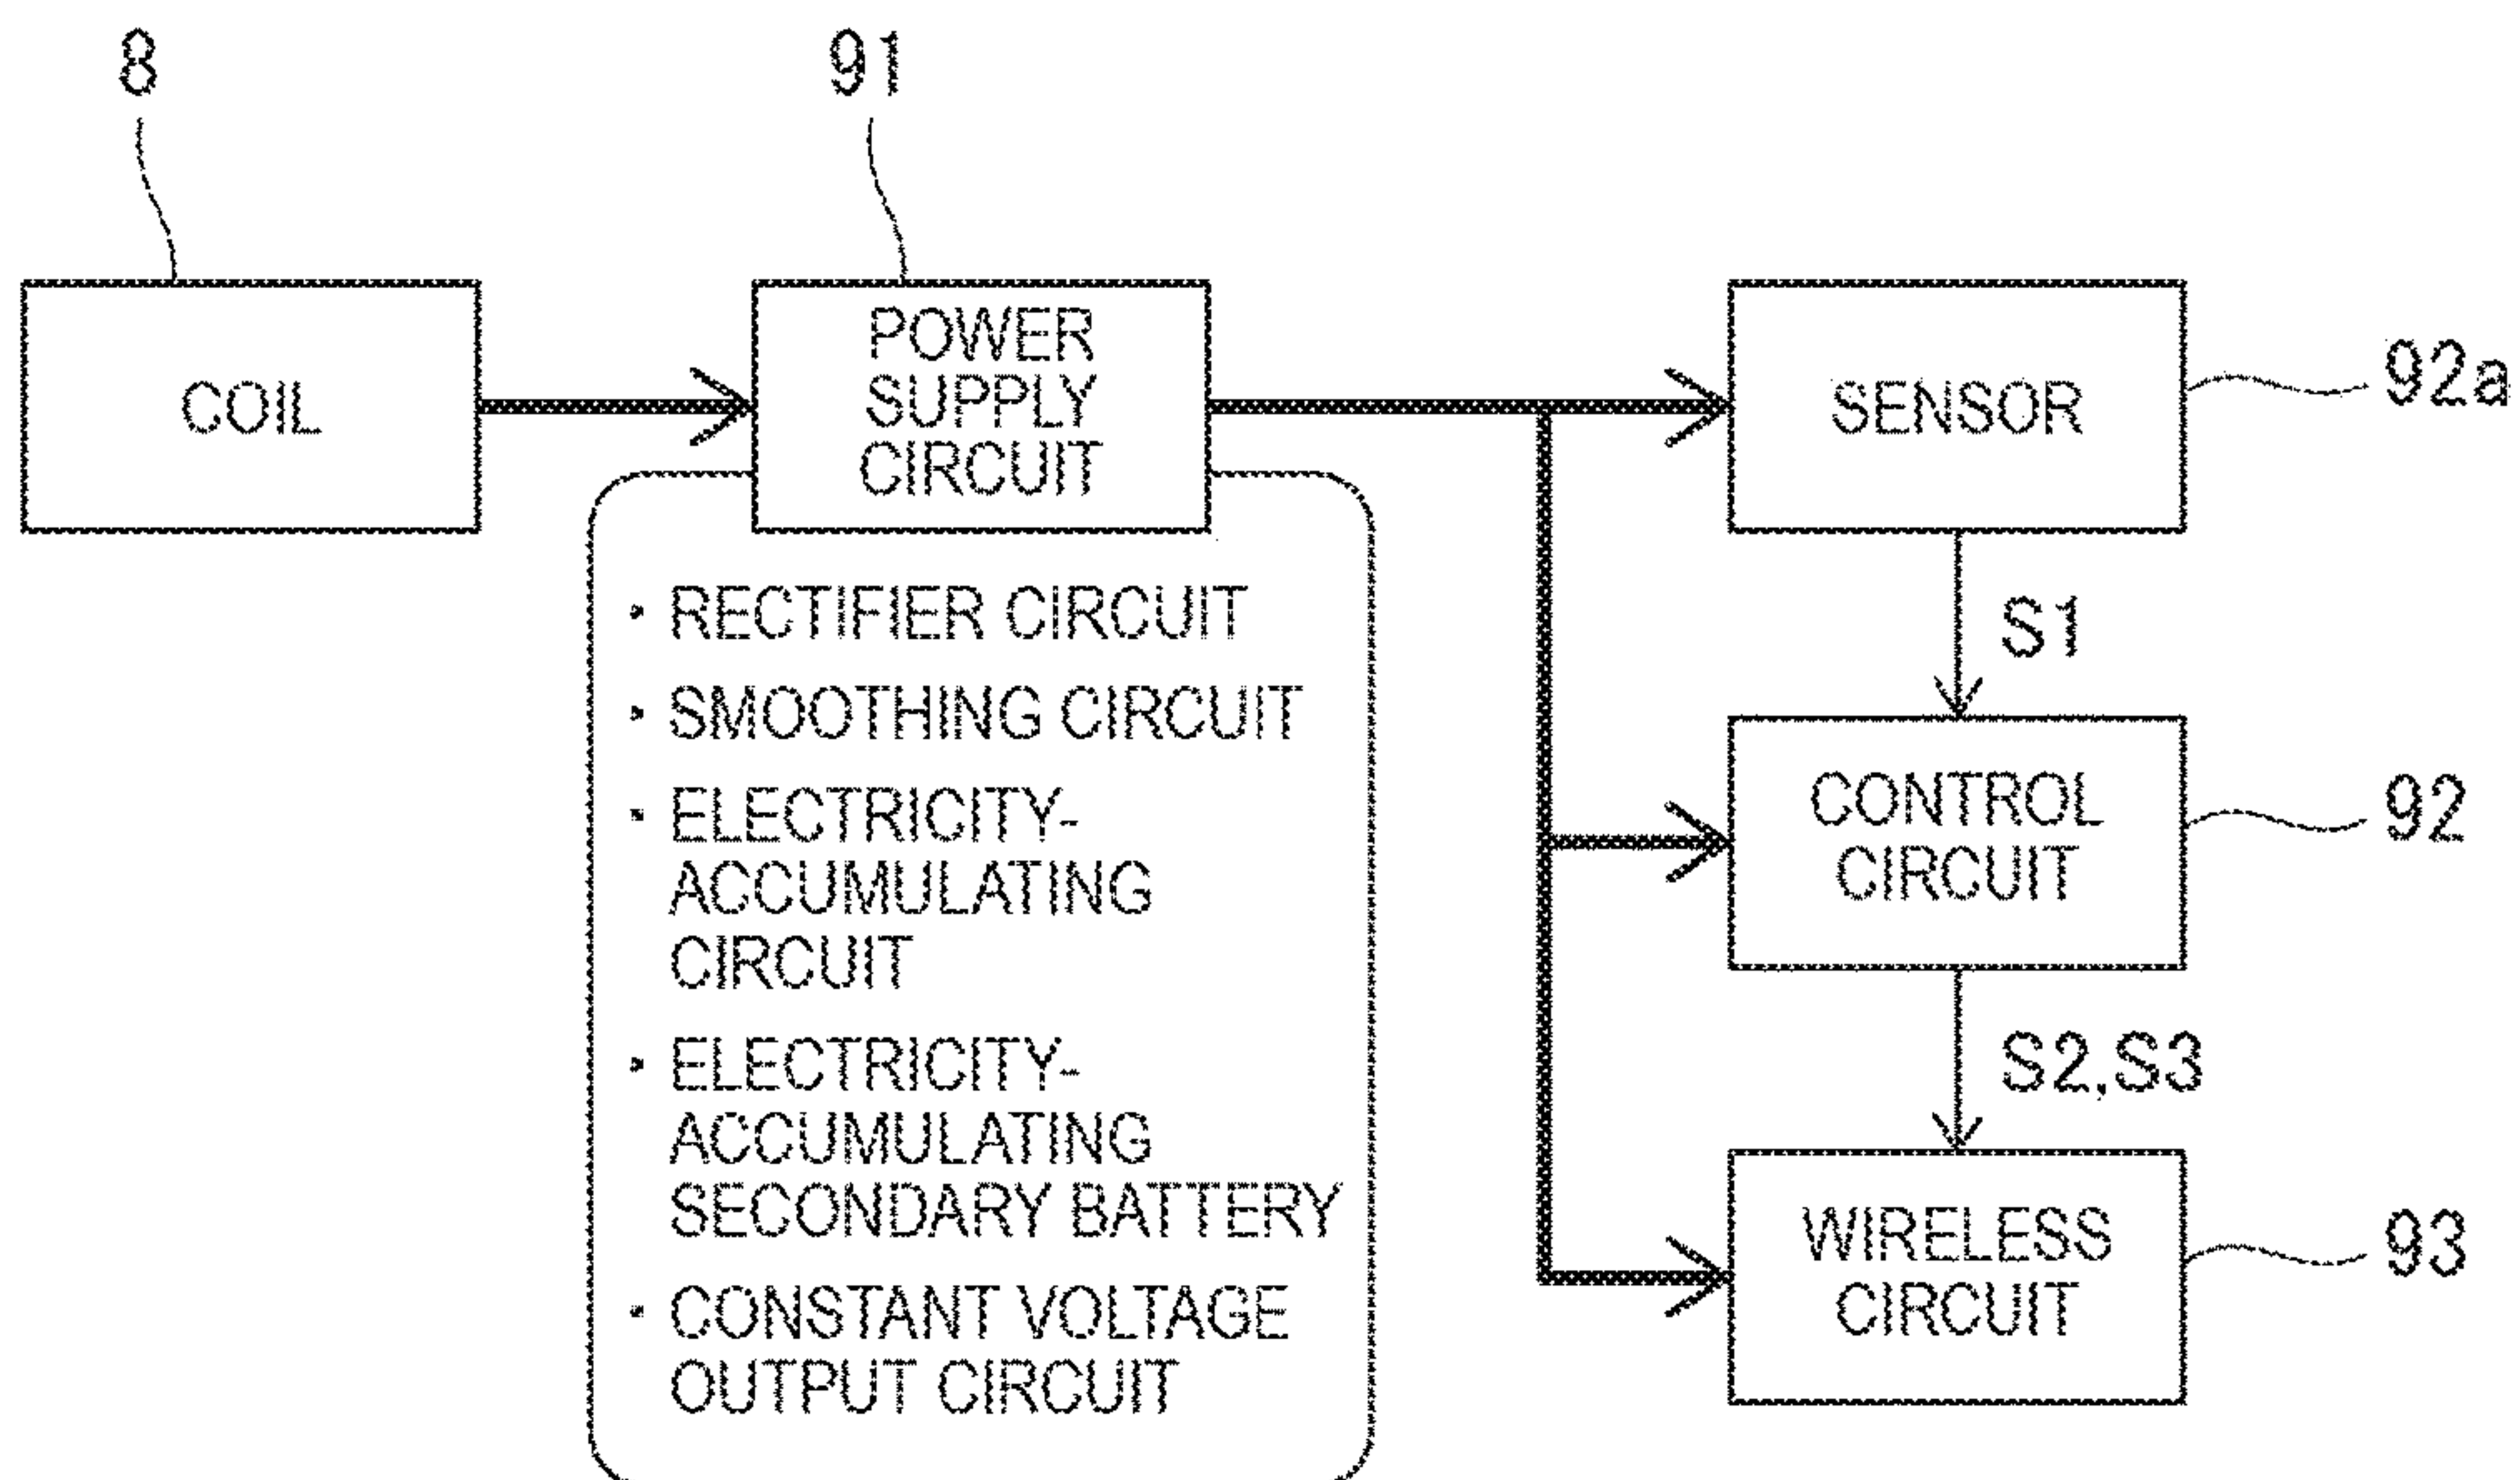 8
91
COIL
POWER
SUPPLY
CIRCUIT
SENSOR
92a
• RECTIFIER CIRCUIT
• SMOOTHING CIRCUIT
• ELECTRICITY-
ACCUMULATING
CIRCUIT
• ELECTRICITY-
ACCUMULATING
SECONDARY BATTERY
• CONSTANT VOLTAGE
OUTPUT CIRCUIT
S1
CONTROL
CIRCUIT
92
S2,S3
WIRELESS
CIRCUIT
93